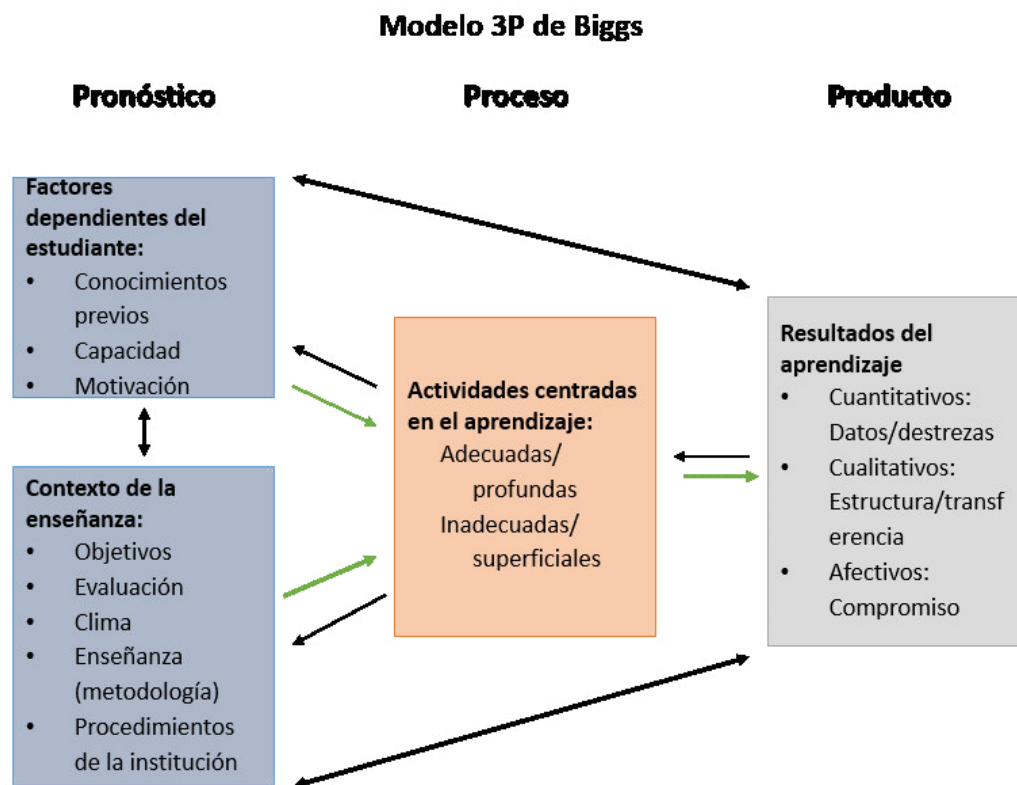 Modelo 3P de Biggs
Pronóstico
Proceso
Producto
Factores
dependientes del
estudiante:
• Conocimientos
previos
• Capacidad
• Motivación
Contexto de la
enseñanza:
• Objetivos
• Evaluación
• Clima
• Enseñanza
(metodología)
• Procedimientos
de la institución
Actividades centradas
en el aprendizaje:
Adecuadas/
profundas
Inadecuadas/
superficiales
Resultados del
aprendizaje
• Cuantitativos:
Datos/destrezas
• Cualitativos:
Estructura/transf
erencia
• Afectivos:
Compromiso